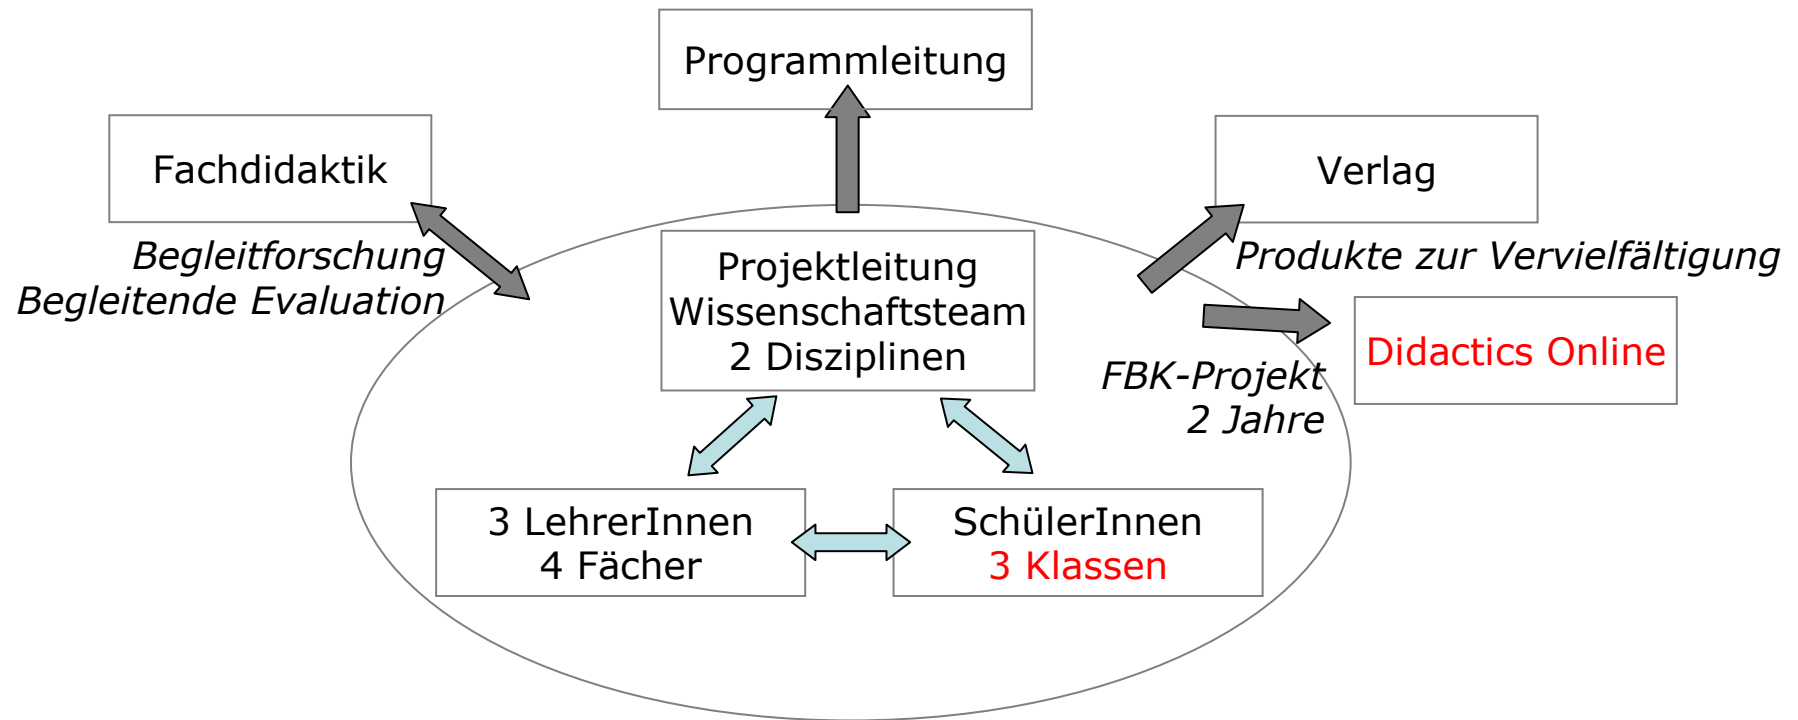 Programmleitung
Fachdidaktik
Verlag
Begleitforschung
Begleitende Evaluation
Projektleitung
Wissenschaftsteam
2 Disziplinen
Produkte zur Vervielfältigung
Didactics Online
FBK-Projekt
2 Jahre
3 LehrerInnen
4 Fächer
SchülerInnen
3 Klassen